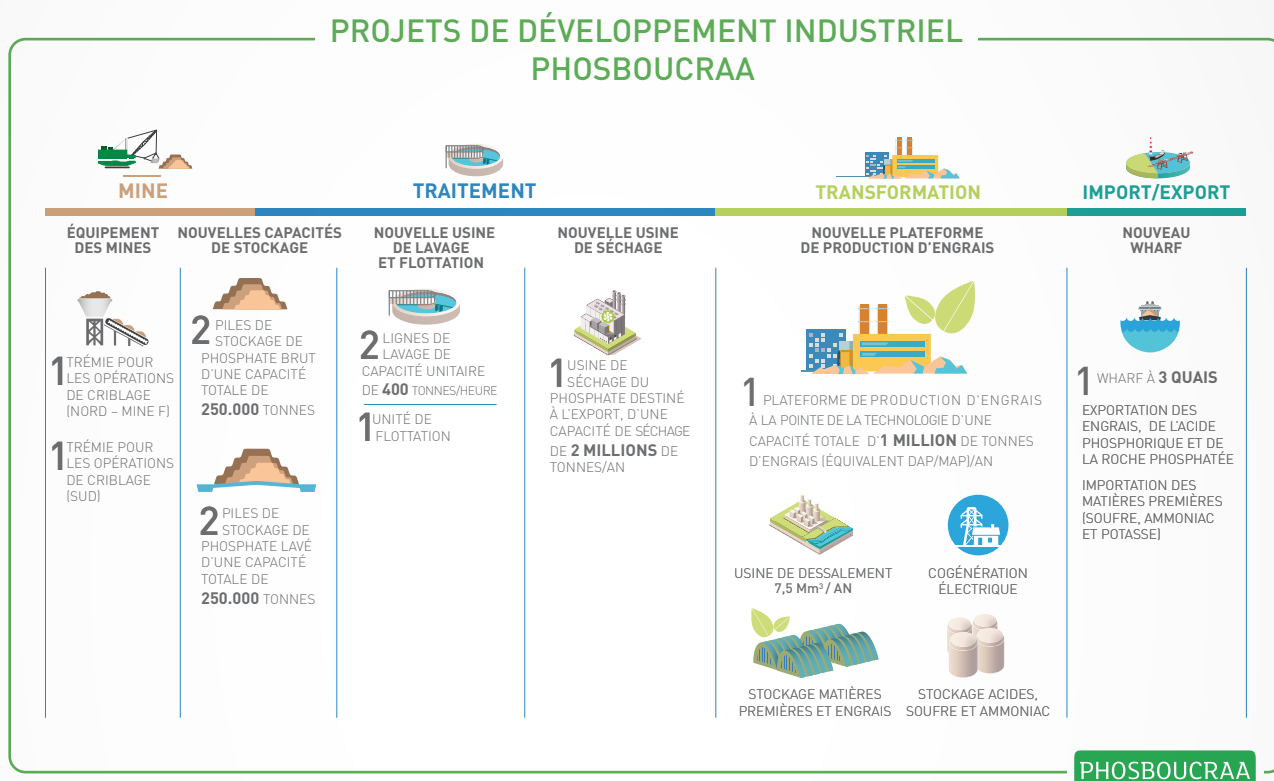 PROJETS DE DÉVELOPPEMENT INDUSTRIEL
PHOSBOUCRAA
MINE
TRAITEMENT
TRANSFORMATION
IMPORT/EXPORT
ÉQUIPEMENT
DES MINES
1 TRÉMIE POUR
LES OPÉRATIONS
DE CRIBLAGE
(NORD – MINE F)
1 TRÉMIE POUR
LES OPÉRATIONS
DE CRIBLAGE
(SUD)
NOUVELLES CAPACITÉS
DE STOCKAGE
2 PILES DE
STOCKAGE DE
PHOSPHATE BRUT
D'UNE CAPACITÉ
TOTALE DE
250.000 TONNES
2 PILES DE
STOCKAGE DE
PHOSPHATE LAVÉ
D'UNE CAPACITÉ
TOTALE DE
250.000 TONNES
NOUVELLE USINE
DE LAVAGE
ET FLOTTATION
2 LIGNES DE
LAVAGE DE
CAPACITÉ UNITAIRE
DE 400 TONNES/HEURE
1 UNITÉ DE
FLOTTATION
NOUVELLE USINE
DE SÉCHAGE
1 USINE DE
SÉCHAGE DU
PHOSPHATE DESTINÉ
À L'EXPORT, D'UNE
CAPACITÉ DE SÉCHAGE
DE 2 MILLIONS DE
TONNES/AN
NOUVELLE PLATEFORME
DE PRODUCTION D'ENGRAIS
1 PLATEFORME DE PRODUCTION D'ENGRAIS
À LA POINTE DE LA TECHNOLOGIE D'UNE
CAPACITÉ TOTALE D'1 MILLION DE TONNES
D'ENGRAIS (ÉQUIVALENT DAP/MAP)/AN
USINE DE DESSALEMENT
7,5 Mm³ / AN
COGÉNÉRATION
ÉLECTRIQUE
STOCKAGE MATIÈRES
PREMIÈRES ET ENGRAIS
STOCKAGE ACIDES,
SOUFRE ET AMMONIAC
NOUVEAU
WHARF
1 WHARF À 3 QUAIS
EXPORTATION DES
ENGRAIS, DE L'ACIDE
PHOSPHORIQUE ET DE
LA ROCHE PHOSPHATÉE
IMPORTATION DES
MATIÈRES PREMIÈRES
(SOUFRE, AMMONIAC
ET POTASSE)
PHOSBOUCRAA